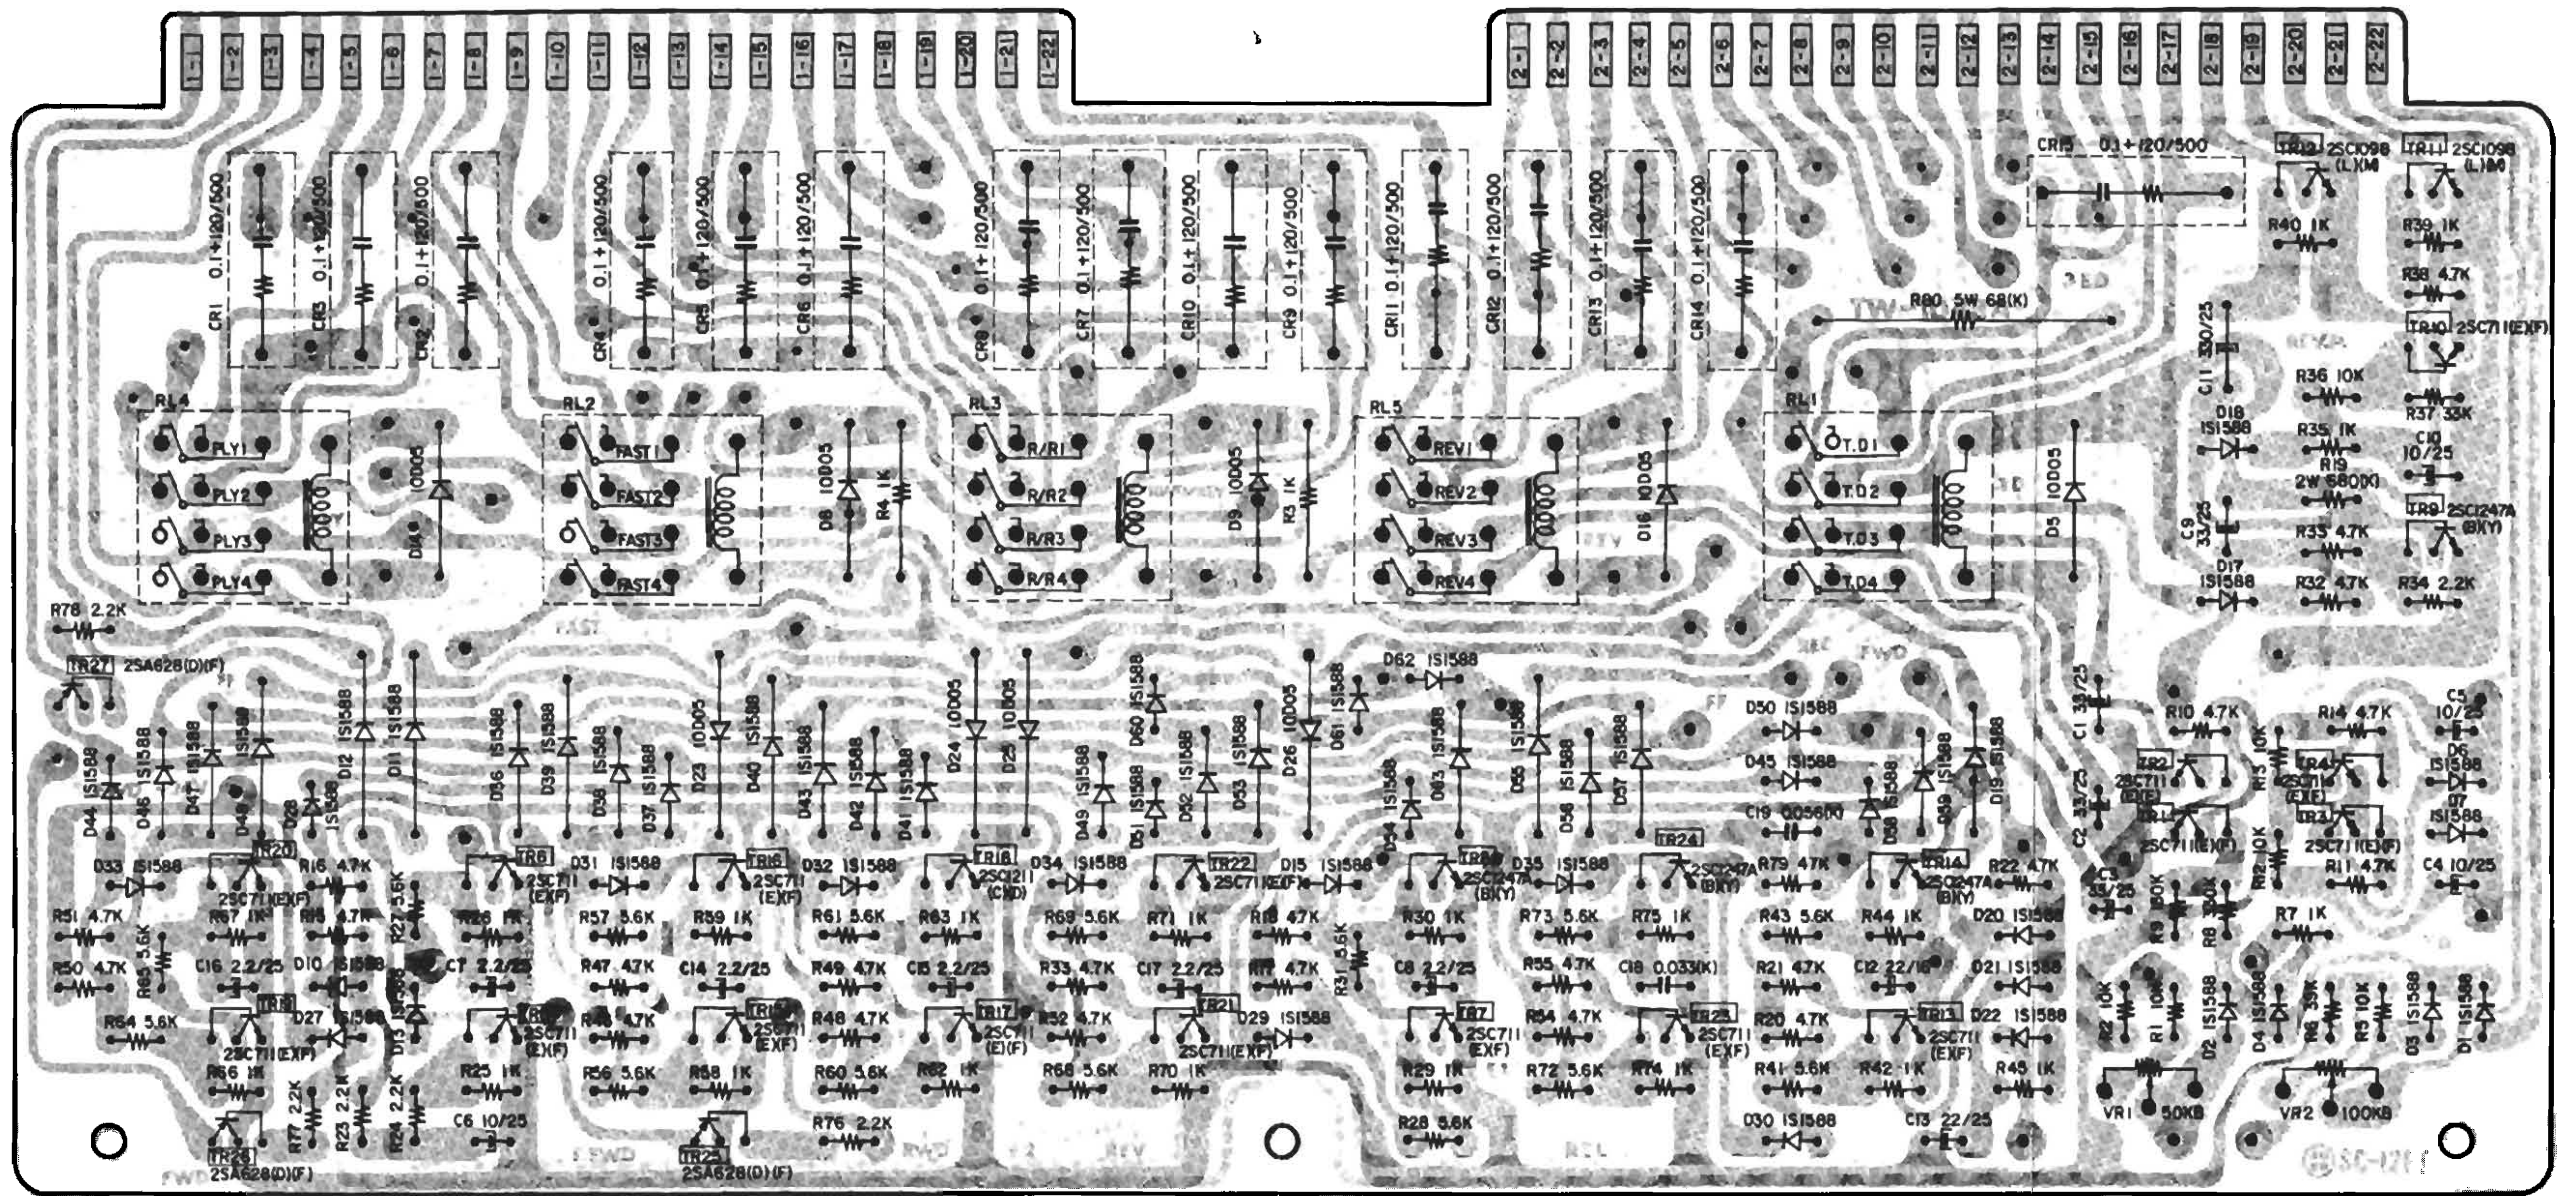 1-1 1-2 1-3 1-4 1-5 1-6 1-7 1-8 1-9 1-10 1-11 1-12 1-13 1-14 1-15 1-16 1-17 1-18 1-19 1-20 1-21 1-22
2-1 2-2 2-3 2-4 2-5 2-6 2-7 2-8 2-9 2-10 2-11 2-12 2-13 2-14 2-15 2-16 2-17 2-18 2-19 2-20 2-21 2-22
CR1 0.1+120/500
CR3 0.1+120/500
CR2 0.1+120/500
CR4 0.1+120/500
CR5 0.1+120/500
CR6 0.1+120/500
CR8 0.1+120/500
CR7 0.1+120/500
CR10 0.1+120/500
CR9 0.1+120/500
CR11 0.1+120/500
CR12 0.1+120/500
CR13 0.1+120/500
CR14 0.1+120/500
CR15 0.1+120/500
TR12 2SC1098
(L)(M)
TR11 2SC1098
(L)(M)
R40 1K
R39 1K
R38 4.7K
R80 5W 68(K)
TR10 2SC711(E)(F)
C11 330/25
R36 10K
R37 33K
RL4
PLY1
PLY2
PLY3
PLY4
D14 10D05
RL2
FAST1
FAST2
FAST3
FAST4
D8 10D05
R4 1K
RL3
R/R1
R/R2
R/R3
R/R4
D9 10D05
R3 1K
RL5
REV1
REV2
REV3
REV4
D16 10D05
RL1
T.D1
T.D2
T.D3
T.D4
D5 10D05
D18
1S1588
R35 1K
C10
10/25
R19
2W 680(K)
C9
33/25
TR9 2SC1247A
(B)(Y)
R33 4.7K
D17
1S1588
R32 4.7K
R34 2.2K
R78 2.2K
TR27 2SA628(D)(F)
D44 1S1588
D46 1S1588
D47 1S1588
D48 1S1588
D28
1S1588
D12 1S1588
D11 1S1588
D36 1S1588
D39 1S1588
D38 1S1588
D37 1S1588
D23 10D05
D40 1S1588
D43 1S1588
D42 1S1588
D41 1S1588
D24 10D05
D25 10D05
D49 1S1588
D60 1S1588
D51 1S1588
D52 1S1588
D53 1S1588
D26 10D05
D61 1S1588
D62 1S1588
D54 1S1588
D63 1S1588
D55 1S1588
D56 1S1588
D57 1S1588
D50 1S1588
D45 1S1588
C19 0.056(K)
D58 1S1588
D59 1S1588
D19 1S1588
C1 33/25
C2 33/25
R10 4.7K
R14 4.7K
C5
10/25
TR2
2SC711
(E)(F)
R13 10K
TR4
2SC711
(E)(F)
D6
1S1588
TR1
2SC711(E)(F)
TR3
2SC711(E)(F)
D7
1S1588
D33 1S1588
TR20
2SC711(E)(F)
R16 4.7K
R27 5.6K
TR6
2SC711
(E)(F)
D31 1S1588
TR16
2SC711
(E)(F)
D32 1S1588
TR18
2SC1211
(C)(D)
D34 1S1588
TR22
2SC711(E)(F)
D15 1S1588
TR8
2SC1247A
(B)(Y)
D35 1S1588
TR24
2SC1247A
(B)(Y)
R79 47K
TR14
2SC1247A
(B)(Y)
R22 4.7K
C3
33/25
R12 10K
R11 4.7K
C4 10/25
R51 4.7K
R67 1K
R15 4.7K
R26 1K
R57 5.6K
R59 1K
R61 5.6K
R63 1K
R69 5.6K
R71 1K
R18 47K
R30 1K
R73 5.6K
R75 1K
R43 5.6K
R44 1K
D20 1S1588
R8 330K
R7 1K
R50 4.7K
R65 5.6K
C16 2.2/25
D10 1S1588
C7 2.2/25
R47 4.7K
C14 2.2/25
R49 4.7K
C15 2.2/25
R33 4.7K
C17 2.2/25
R17 4.7K
R31 5.6K
C8 2.2/25
R55 4.7K
C18 0.033(K)
R21 4.7K
C12 22/16
D21 1S1588
R64 5.6K
TR19
2SC711(E)(F)
D27 1S1588
D13 1S1588
2SC711
(E)(F)
4.7K
TR15
2SC711
(E)(F)
R48 4.7K
TR17
2SC711
(E)(F)
R52 4.7K
TR21
2SC711(E)(F)
D29 1S1588
TR7
2SC711
(E)(F)
R54 4.7K
TR23
2SC711
(E)(F)
R20 4.7K
TR13
2SC711
(E)(F)
D22 1S1588
R2 10K
R1 10K
D2 1S1588
D4 1S1588
R6 39K
R5 10K
D3 1S1588
D1 1S1588
R66 1K
R25 1K
R56 5.6K
R58 1K
R60 5.6K
R62 1K
R68 5.6K
R70 1K
R29 1K
R72 5.6K
R74 1K
R41 5.6K
R42 1K
R45 1K
VR1 50KB
VR2 100KB
R77 2.2K
R23 2.2K
R24 2.2K
C6 10/25
R76 2.2K
R28 5.6K
D30 1S1588
C13 22/25
TR26
2SA628(D)(F)
TR25
2SA628(D)(F)